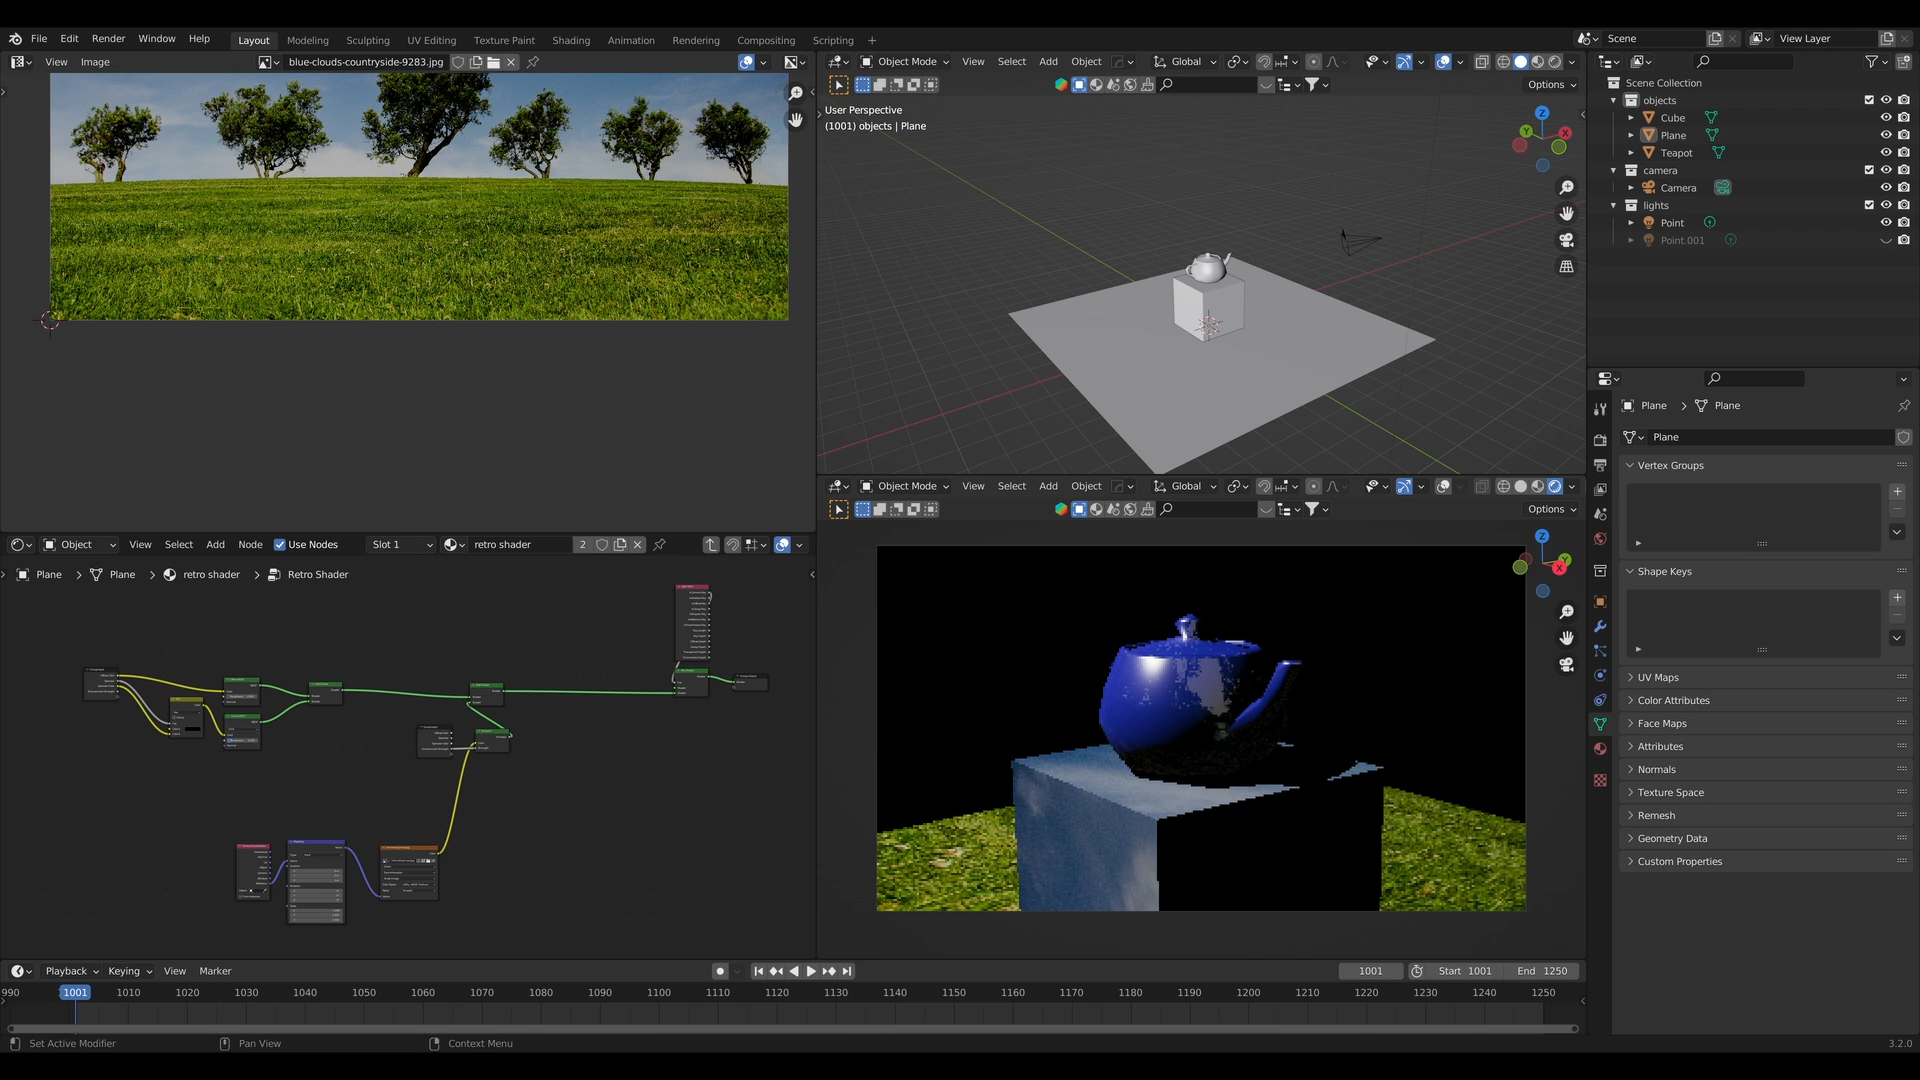 File Edit Render Window Help Layout Modeling Sculpting UV Editing Texture Paint Shading Animation Rendering Compositing Scripting + Scene View Layer
View Image blue-clouds-countryside-9283.jpg
Object Mode View Select Add Object Global
Options
User Perspective
(1001) objects | Plane
Z
Y
X
Scene Collection
objects
Cube
Plane
Teapot
camera
Camera
lights
Point
Point.001
Plane Plane
Plane
Vertex Groups
Shape Keys
UV Maps
Color Attributes
Face Maps
Attributes
Normals
Texture Space
Remesh
Geometry Data
Custom Properties
Object Mode View Select Add Object Global
Options
Z
Y
X
Object View Select Add Node Use Nodes Slot 1 retro shader 2
Plane Plane retro shader Retro Shader
Playback Keying View Marker 1001 Start 1001 End 1250
990 1001 1010 1020 1030 1040 1050 1060 1070 1080 1090 1100 1110 1120 1130 1140 1150 1160 1170 1180 1190 1200 1210 1220 1230 1240 1250
Set Active Modifier Pan View Context Menu 3.2.0